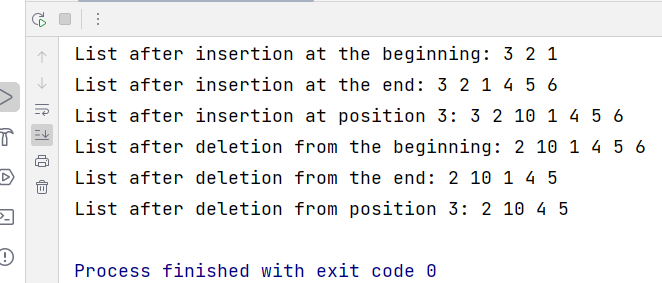 List after insertion at the beginning: 3 2 1
List after insertion at the end: 3 2 1 4 5 6
List after insertion at position 3: 3 2 10 1 4 5 6
List after deletion from the beginning: 2 10 1 4 5 6
List after deletion from the end: 2 10 1 4 5
List after deletion from position 3: 2 10 4 5
Process finished with exit code 0